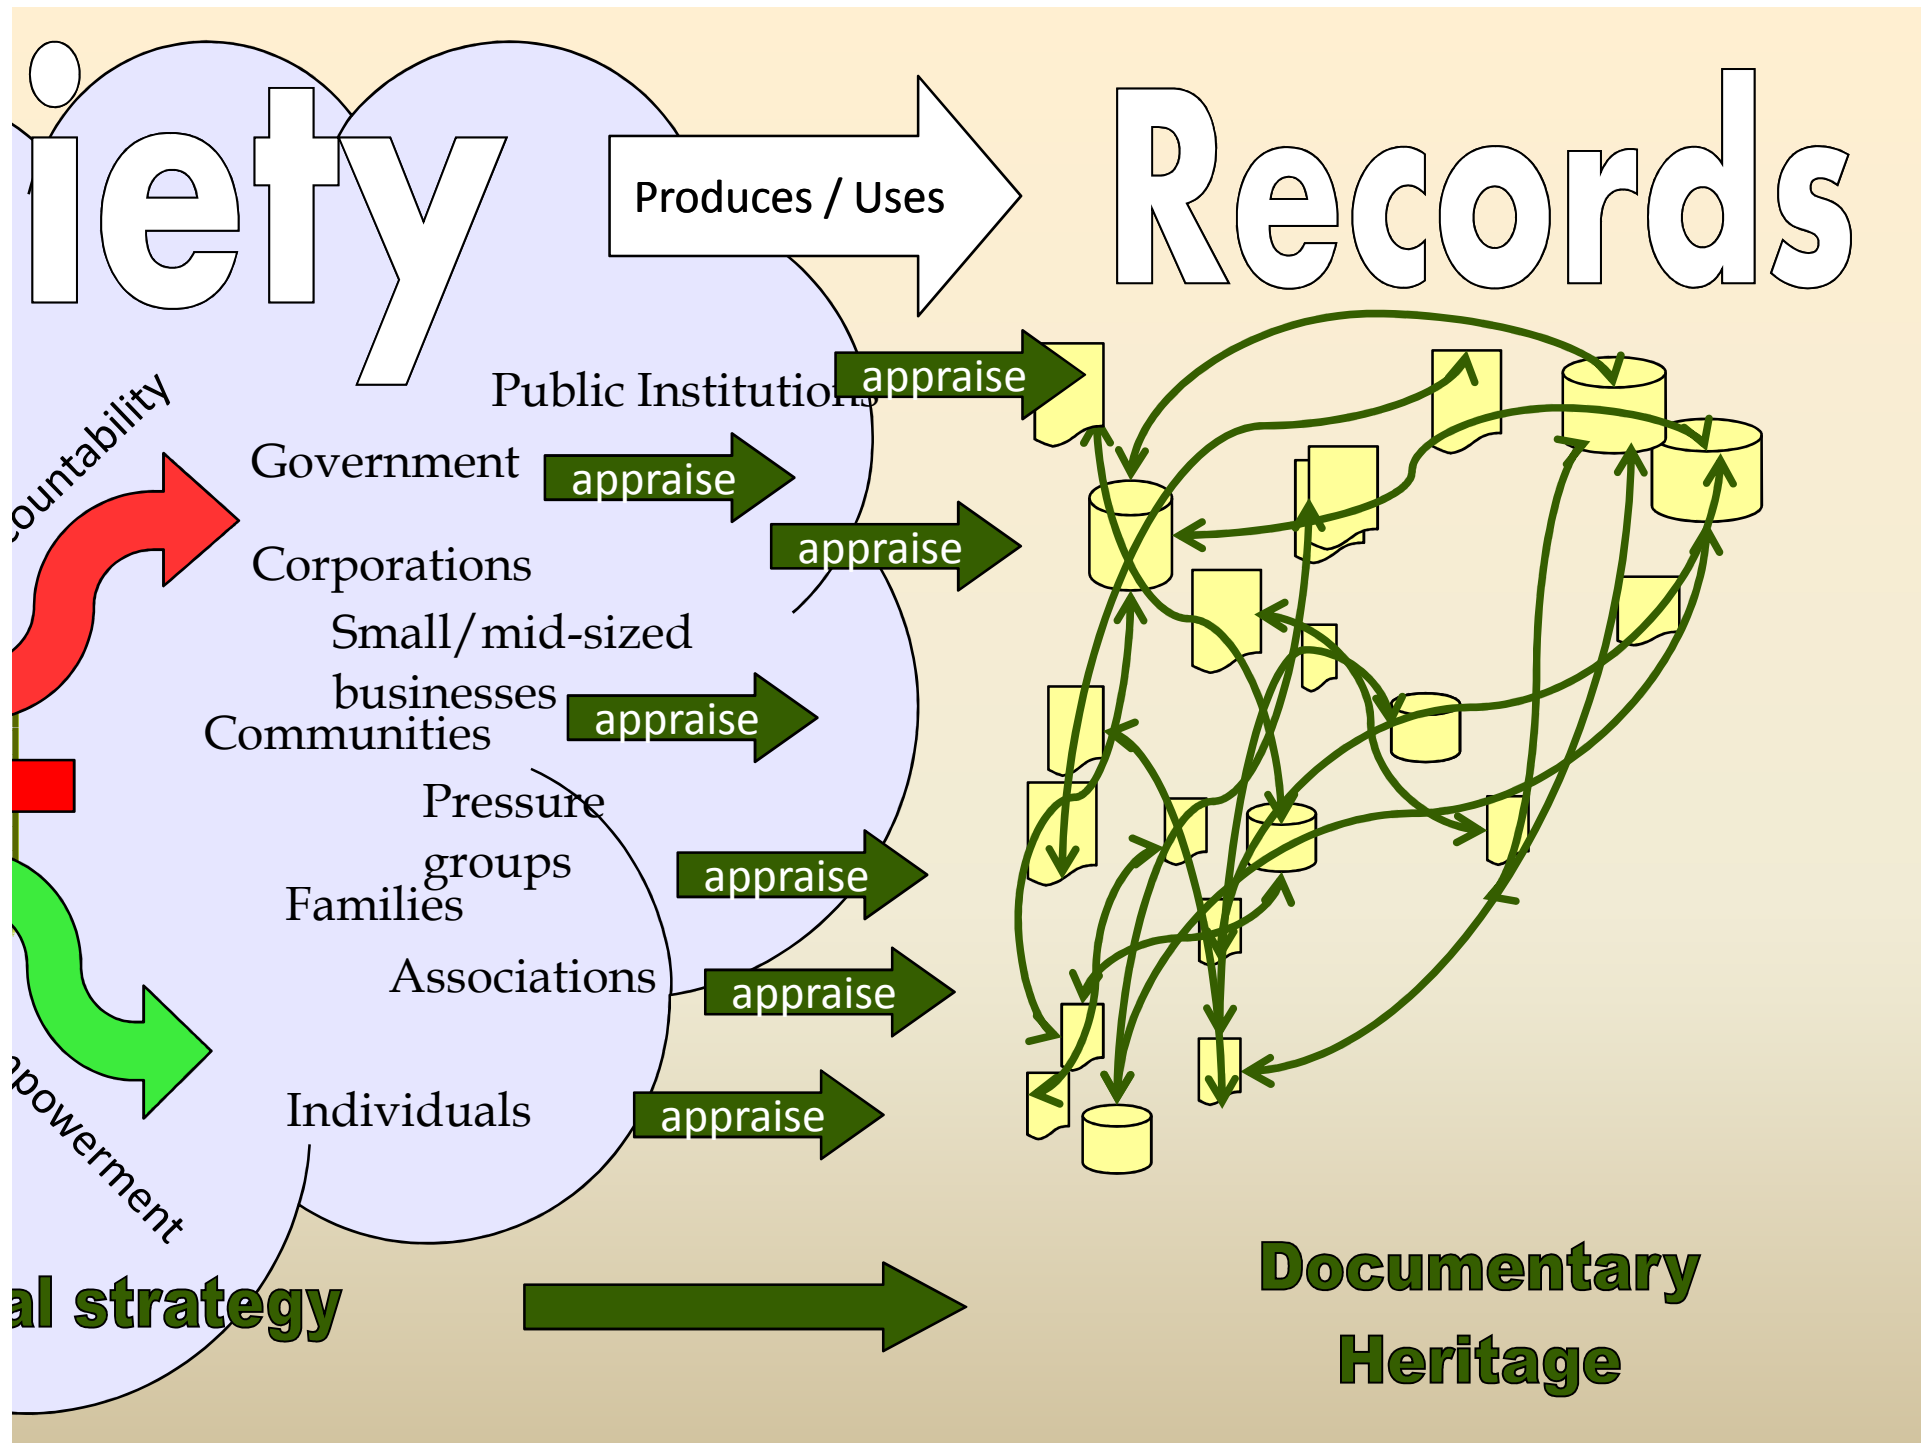 iety
Produces / Uses
Records
countability
Public Institutions
appraise
Government
appraise
appraise
Corporations
Small/mid-sized
businesses
appraise
Communities
Pressure
groups
appraise
Families
Associations
appraise
Individuals
appraise
powerment
al strategy
Documentary
Heritage